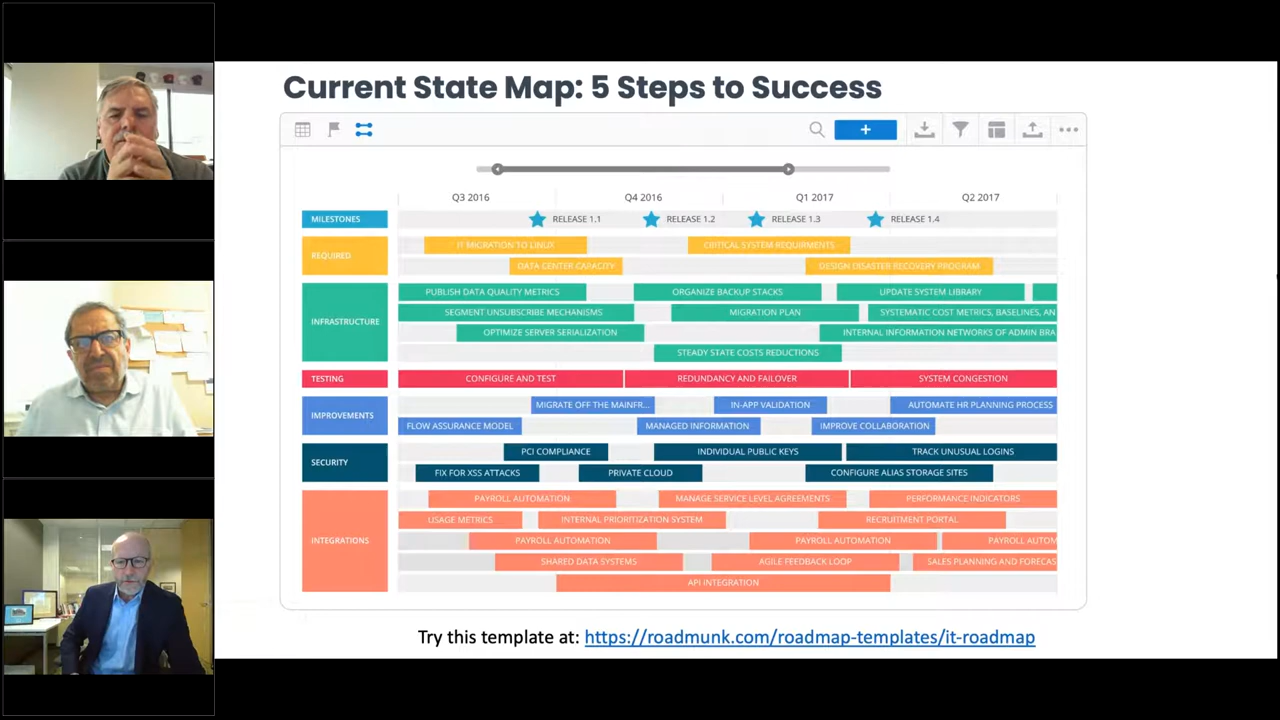 Current State Map: 5 Steps to Success
+
Q3 2016 Q4 2016 Q1 2017 Q2 2017
MILESTONES RELEASE 1.1 RELEASE 1.2 RELEASE 1.3 RELEASE 1.4
REQUIRED
IT MIGRATION TO LINUX CIRITICAL SYSTEM REQUIRMENTS
DATA CENTER CAPACITY DESIGN DISASTER RECOVERY PROGRAM
INFRASTRUCTURE
PUBLISH DATA QUALITY METRICS ORGANIZE BACKUP STACKS UPDATE SYSTEM LIBRARY
SEGMENT UNSUBSCRIBE MECHANISMS MIGRATION PLAN SYSTEMATIC COST METRICS, BASELINES, AN
OPTIMIZE SERVER SERIALIZATION INTERNAL INFORMATION NETWORKS OF ADMIN BRA
STEADY STATE COSTS REDUCTIONS
TESTING CONFIGURE AND TEST REDUNDANCY AND FAILOVER SYSTEM CONGESTION
IMPROVEMENTS
MIGRATE OFF THE MAINFR... IN-APP VALIDATION AUTOMATE HR PLANNING PROCESS
FLOW ASSURANCE MODEL MANAGED INFORMATION IMPROVE COLLABORATION
SECURITY
PCI COMPLIANCE INDIVIDUAL PUBLIC KEYS TRACK UNUSUAL LOGINS
FIX FOR XSS ATTACKS PRIVATE CLOUD CONFIGURE ALIAS STORAGE SITES
INTEGRATIONS
PAYROLL AUTOMATION MANAGE SERVICE LEVEL AGREEMENTS PERFORMANCE INDICATORS
USAGE METRICS INTERNAL PRIORITIZATION SYSTEM RECRUITMENT PORTAL
PAYROLL AUTOMATION PAYROLL AUTOMATION PAYROLL AUTOM
SHARED DATA SYSTEMS AGILE FEEDBACK LOOP SALES PLANNING AND FORECAS
API INTEGRATION
Try this template at: https://roadmunk.com/roadmap-templates/it-roadmap